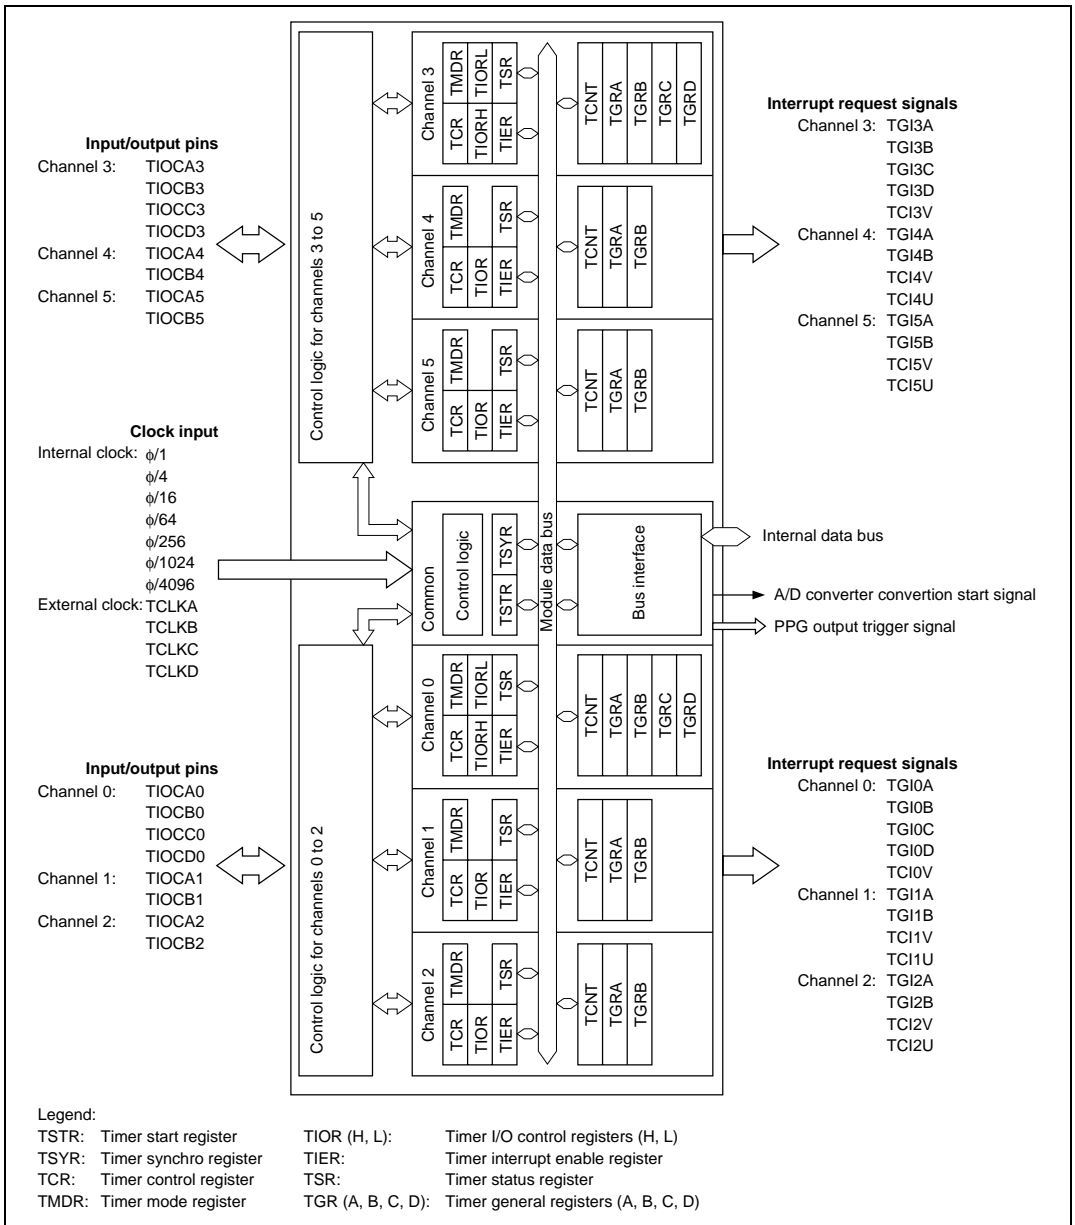 Input/output pins
Channel 3: TIOCA3
TIOCB3
TIOCC3
TIOCD3
Channel 4: TIOCA4
TIOCB4
Channel 5: TIOCA5
TIOCB5
Clock input
Internal clock: ϕ/1
ϕ/4
ϕ/16
ϕ/64
ϕ/256
ϕ/1024
ϕ/4096
External clock: TCLKA
TCLKB
TCLKC
TCLKD
Input/output pins
Channel 0: TIOCA0
TIOCB0
TIOCC0
TIOCD0
Channel 1: TIOCA1
TIOCB1
Channel 2: TIOCA2
TIOCB2
Control logic for channels 3 to 5
Control logic for channels 0 to 2
Channel 3
TCR TMDR
TIORH TIORL
TIER TSR
TCNT
TGRA
TGRB
TGRC
TGRD
Channel 4
TCR TMDR
TIOR
TIER TSR
TCNT
TGRA
TGRB
Channel 5
TCR TMDR
TIOR
TIER TSR
TCNT
TGRA
TGRB
Common
Control logic
TSTR TSYR
Module data bus
Bus interface
Channel 0
TCR TMDR
TIORH TIORL
TIER TSR
TCNT
TGRA
TGRB
TGRC
TGRD
Channel 1
TCR TMDR
TIOR
TIER TSR
TCNT
TGRA
TGRB
Channel 2
TCR TMDR
TIOR
TIER TSR
TCNT
TGRA
TGRB
Interrupt request signals
Channel 3: TGI3A
TGI3B
TGI3C
TGI3D
TCI3V
Channel 4: TGI4A
TGI4B
TCI4V
TCI4U
Channel 5: TGI5A
TGI5B
TCI5V
TCI5U
Internal data bus
A/D converter convertion start signal
PPG output trigger signal
Interrupt request signals
Channel 0: TGI0A
TGI0B
TGI0C
TGI0D
TCI0V
Channel 1: TGI1A
TGI1B
TCI1V
TCI1U
Channel 2: TGI2A
TGI2B
TCI2V
TCI2U
Legend:
TSTR: Timer start register TIOR (H, L): Timer I/O control registers (H, L)
TSYR: Timer synchro register TIER: Timer interrupt enable register
TCR: Timer control register TSR: Timer status register
TMDR: Timer mode register TGR (A, B, C, D): Timer general registers (A, B, C, D)